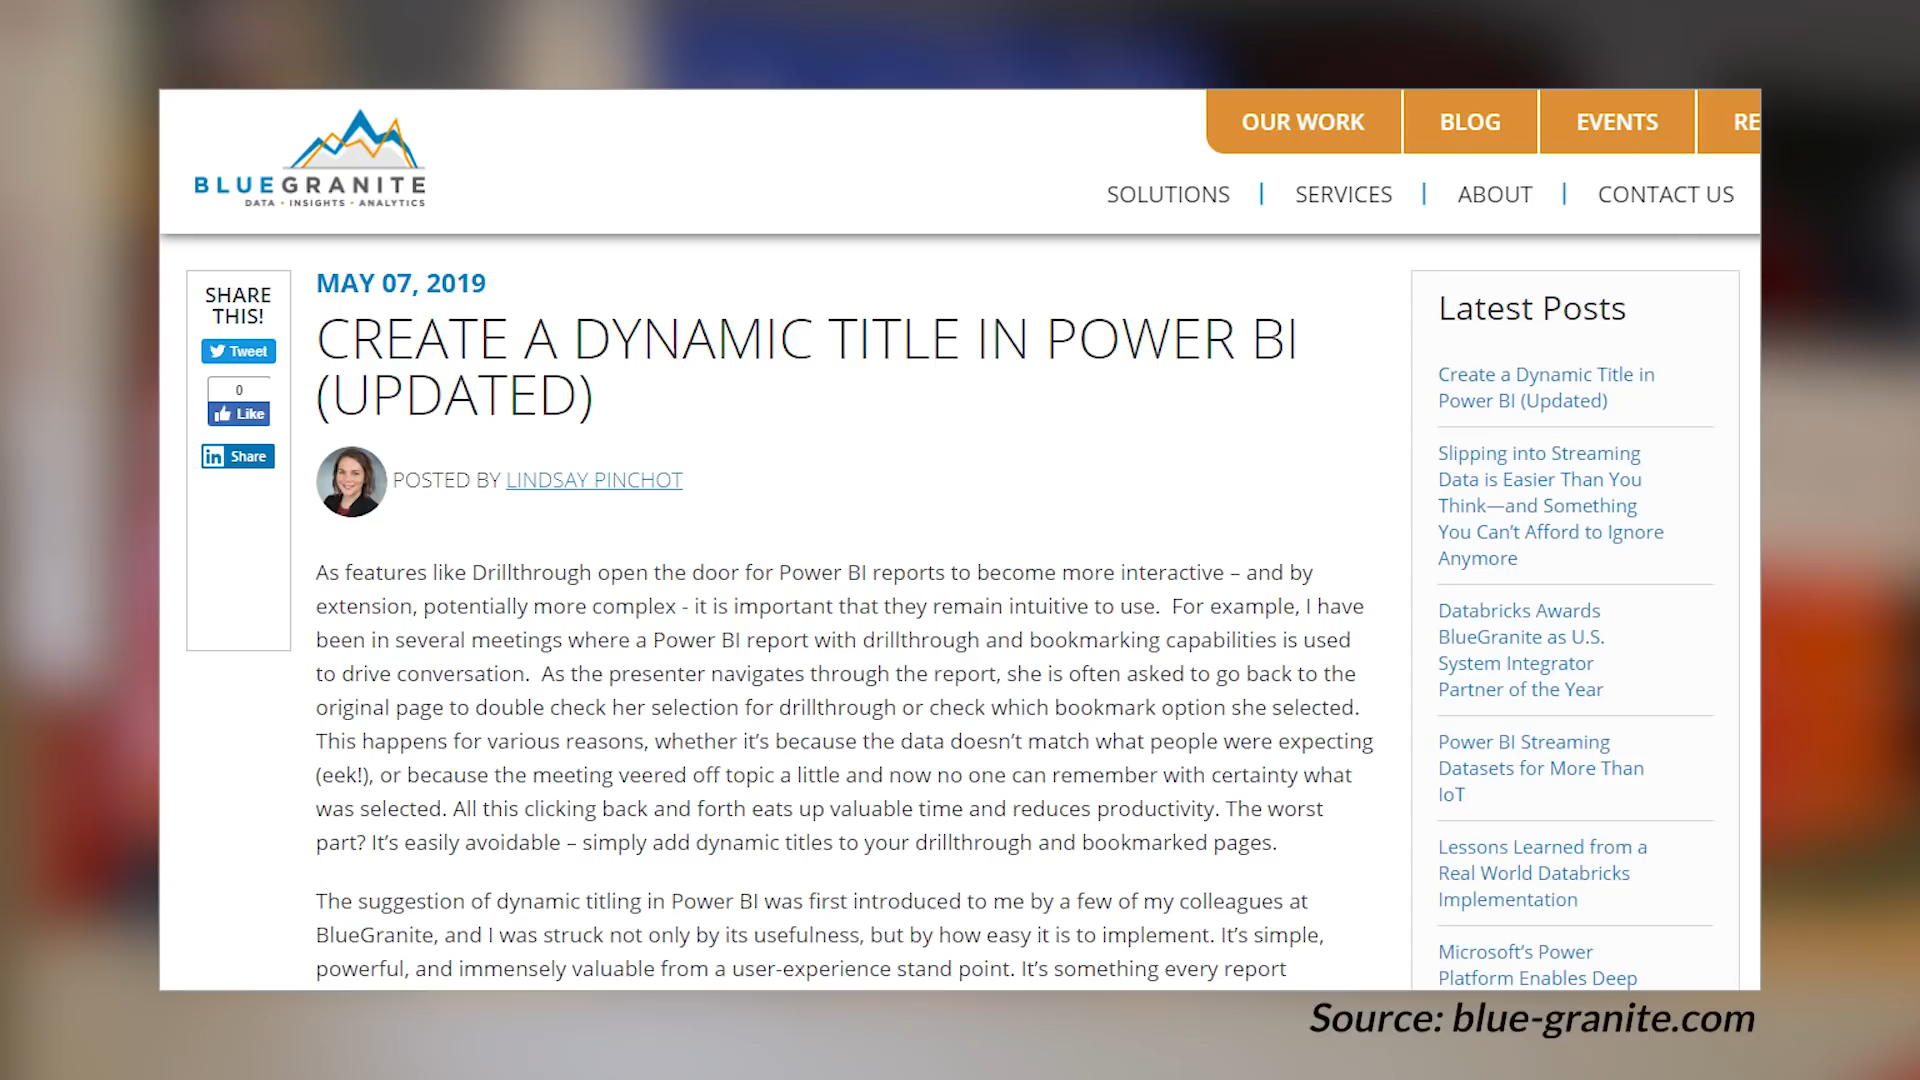 BLUEGRANITE
DATA - INSIGHTS - ANALYTICS
OUR WORK
BLOG
EVENTS
RE
SOLUTIONS | SERVICES | ABOUT | CONTACT US
SHARE
THIS!
Tweet
0
Like
in Share
MAY 07, 2019
CREATE A DYNAMIC TITLE IN POWER BI
(UPDATED)
POSTED BY LINDSAY PINCHOT
As features like Drillthrough open the door for Power BI reports to become more interactive – and by
extension, potentially more complex - it is important that they remain intuitive to use.  For example, I have
been in several meetings where a Power BI report with drillthrough and bookmarking capabilities is used
to drive conversation.  As the presenter navigates through the report, she is often asked to go back to the
original page to double check her selection for drillthrough or check which bookmark option she selected.
This happens for various reasons, whether it’s because the data doesn’t match what people were expecting
(eek!), or because the meeting veered off topic a little and now no one can remember with certainty what
was selected. All this clicking back and forth eats up valuable time and reduces productivity. The worst
part? It’s easily avoidable – simply add dynamic titles to your drillthrough and bookmarked pages.
The suggestion of dynamic titling in Power BI was first introduced to me by a few of my colleagues at
BlueGranite, and I was struck not only by its usefulness, but by how easy it is to implement. It’s simple,
powerful, and immensely valuable from a user-experience stand point. It’s something every report
Latest Posts
Create a Dynamic Title in
Power BI (Updated)
Slipping into Streaming
Data is Easier Than You
Think—and Something
You Can’t Afford to Ignore
Anymore
Databricks Awards
BlueGranite as U.S.
System Integrator
Partner of the Year
Power BI Streaming
Datasets for More Than
IoT
Lessons Learned from a
Real World Databricks
Implementation
Microsoft’s Power
Platform Enables Deep
Source: blue-granite.com